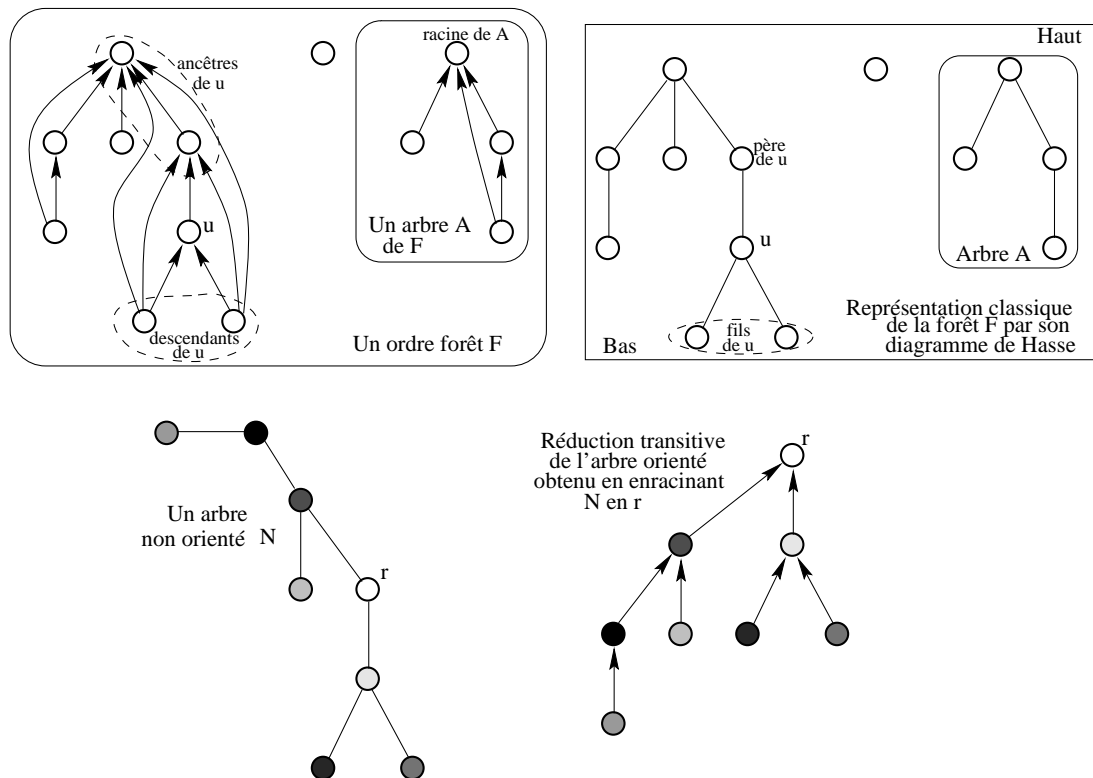 racine de A
ancêtres
de u
u
Un arbre A
de F
descendants
de u
Un ordre forêt F
Haut
père
de u
u
Arbre A
fils
de u
Bas
Représentation classique
de la forêt F par son
diagramme de Hasse
Un arbre
non orienté N
r
Réduction transitive
de l'arbre orienté
obtenu en enracinant
N en r
r